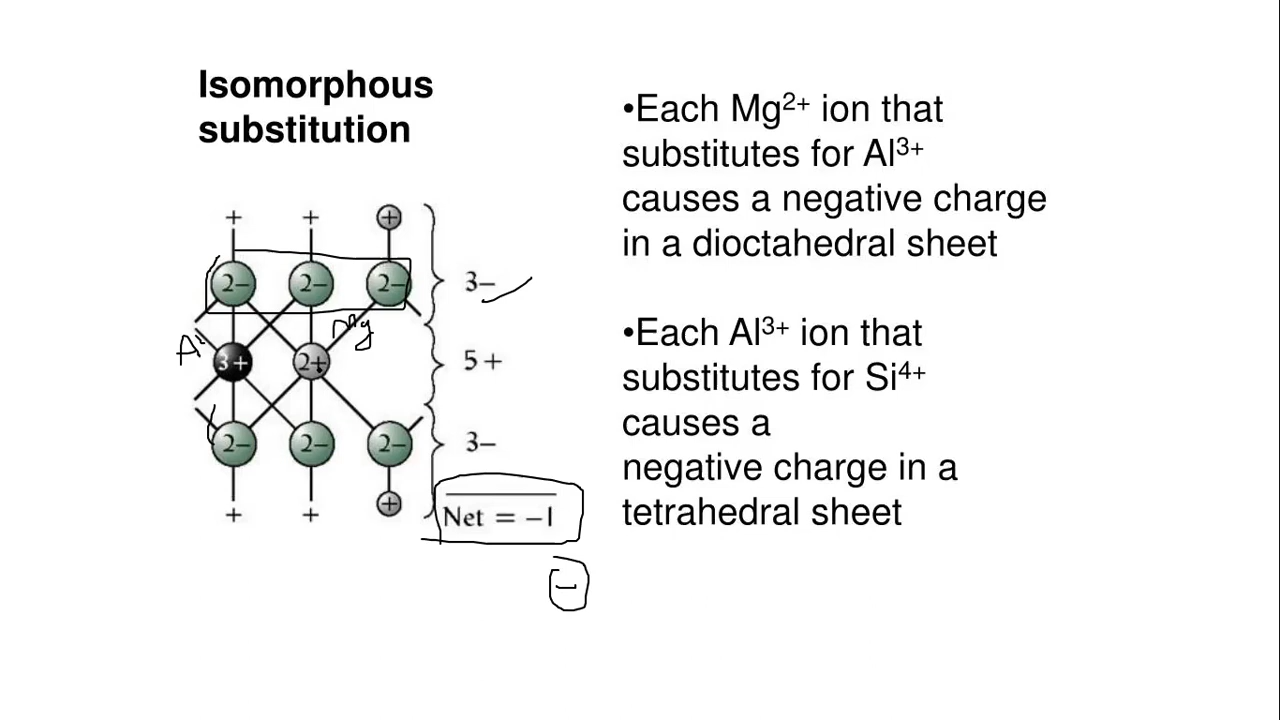 Isomorphous
substitution
•Each Mg²⁺ ion that
substitutes for Al³⁺
causes a negative charge
in a dioctahedral sheet
•Each Al³⁺ ion that
substitutes for Si⁴⁺
causes a
negative charge in a
tetrahedral sheet
+ + +
2– 2– 2– 3–
Mg
Al 3+ 2+ 5+
2– 2– 2– 3–
+ + +
Net = –1
–